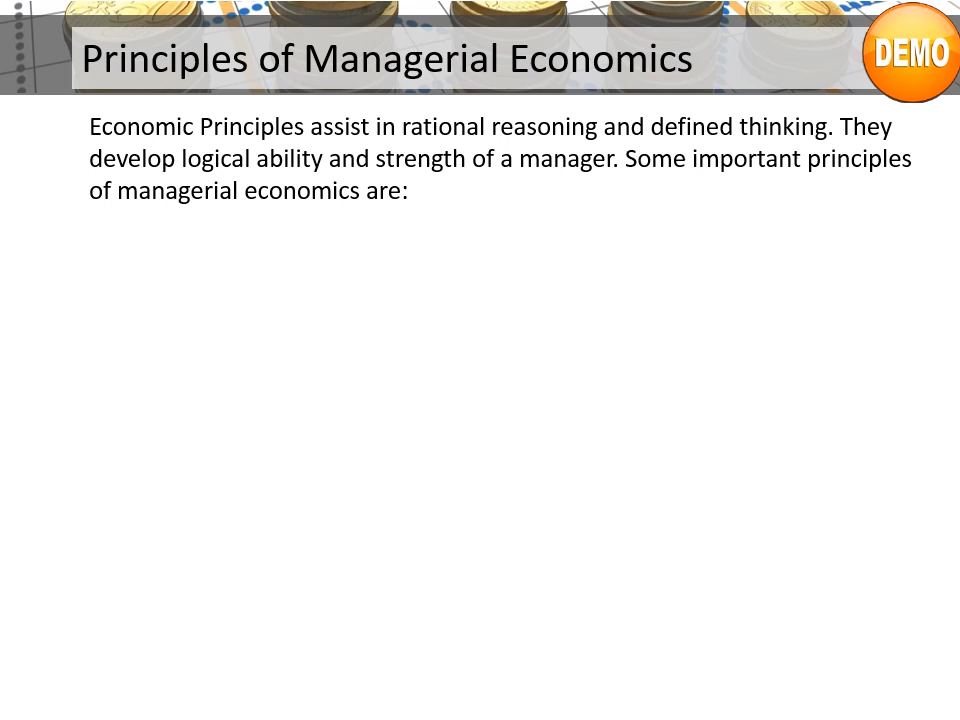 Principles of Managerial Economics
DEMO
Economic Principles assist in rational reasoning and defined thinking. They
develop logical ability and strength of a manager. Some important principles
of managerial economics are: